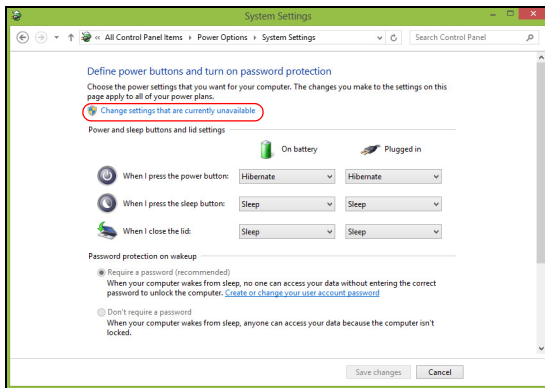 System Settings
« All Control Panel Items Power Options System Settings
Search Control Panel
Define power buttons and turn on password protection
Choose the power settings that you want for your computer. The changes you make to the settings on this
page apply to all of your power plans.
Change settings that are currently unavailable
Power and sleep buttons and lid settings
On battery Plugged in
When I press the power button: Hibernate Hibernate
When I press the sleep button: Sleep Sleep
When I close the lid: Sleep Sleep
Password protection on wakeup
Require a password (recommended)
When your computer wakes from sleep, no one can access your data without entering the correct
password to unlock the computer. Create or change your user account password
Don't require a password
When your computer wakes from sleep, anyone can access your data because the computer isn't
locked.
Save changes Cancel